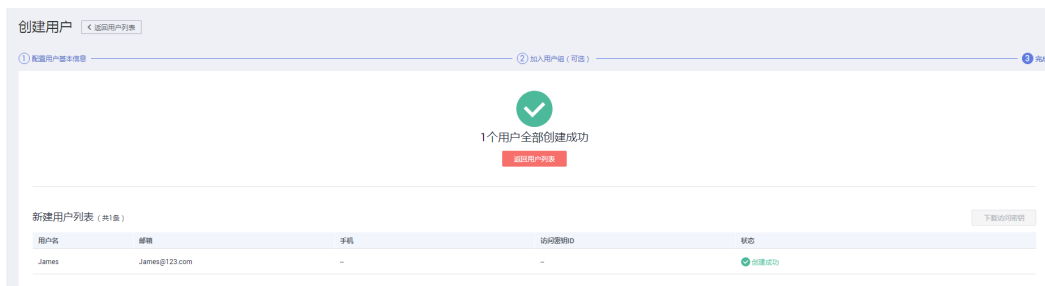 创建用户 < 返回用户列表
1 配置用户基本信息 2 加入用户组（可选） 3 完成
1个用户全部创建成功
返回用户列表
新建用户列表（共1条） 下载访问密钥
用户名 邮箱 手机 访问密钥ID 状态
James James@123.com -- -- 创建成功